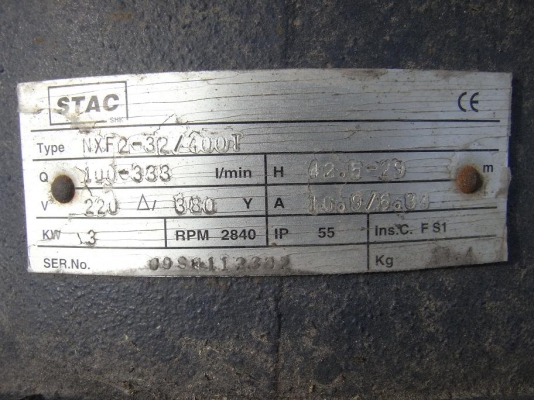 STAC
CE
Type NXF2-32/400T
Q 100-333 l/min H 42.5-29 m
V 220 Δ/ 380 Y A
KW 3 RPM 2840 IP 55 Ins.C. F S1
SER.No. Kg